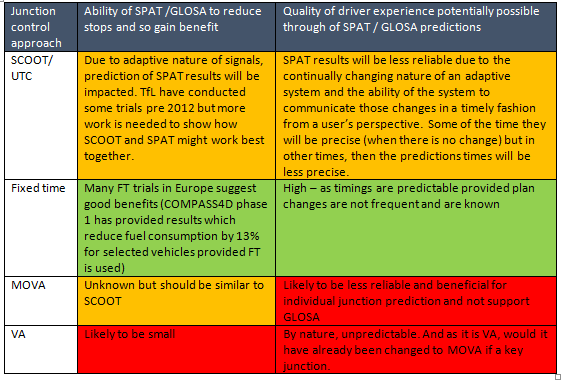 Junction
control
approach
Ability of SPAT /GLOSA to reduce
stops and so gain benefit
Quality of driver experience potentially possible
through of SPAT / GLOSA predictions
SCOOT/
UTC
Due to adaptive nature of signals,
prediction of SPAT results will be
impacted. TfL have conducted
some trials pre 2012 but more
work is needed to show how
SCOOT and SPAT might work best
together.
SPAT results will be less reliable due to the
continually changing nature of an adaptive
system and the ability of the system to
communicate those changes in a timely fashion
from a user's perspective. Some of the time they
will be precise (when there is no change) but in
other times, then the predictions times will be
less precise.
Fixed time
Many FT trials in Europe suggest
good benefits (COMPASS4D phase
1 has provided results which
reduce fuel consumption by 13%
for selected vehicles provided FT
is used)
High – as timings are predictable provided plan
changes are not frequent and are known
MOVA
Unknown but should be similar to
SCOOT
Likely to be less reliable and beneficial for
individual junction prediction and not support
GLOSA
VA
Likely to be small
By nature, unpredictable. And as it is VA, would it
have already been changed to MOVA if a key
junction.